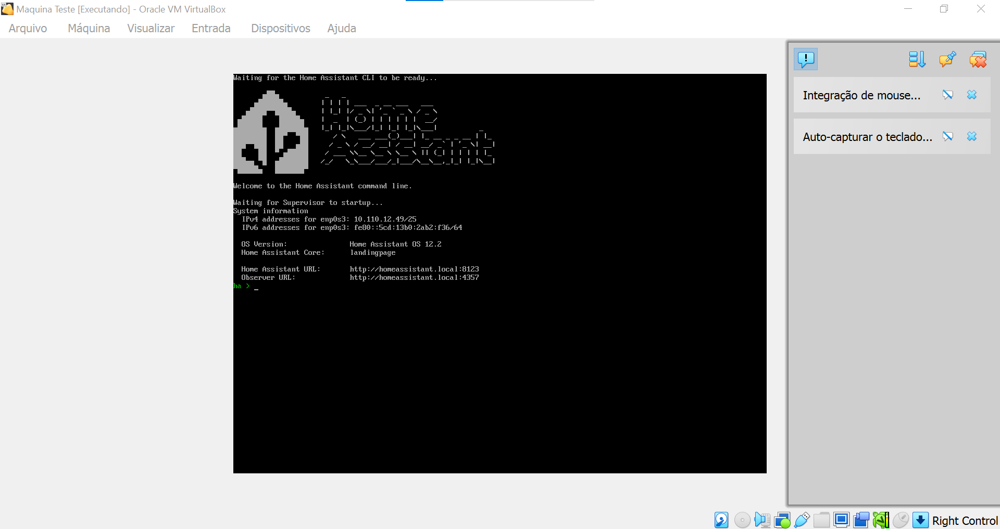 Maquina Teste [Executando] - Oracle VM VirtualBox
Arquivo Máquina Visualizar Entrada Dispositivos Ajuda
Waiting for the Home Assistant CLI to be ready...
Home
Assistant
Welcome to the Home Assistant command line.
Waiting for Supervisor to startup...
System information
IPv4 addresses for enp0s3: 10.110.12.49/25
IPv6 addresses for enp0s3: fe80::5cd:13b0:2ab2:f36/64
OS Version: Home Assistant OS 12.2
Home Assistant Core: landingpage
Home Assistant URL: http://homeassistant.local:8123
Observer URL: http://homeassistant.local:4357
ha > _
Integração de mouse...
Auto-capturar o teclado...
Right Control